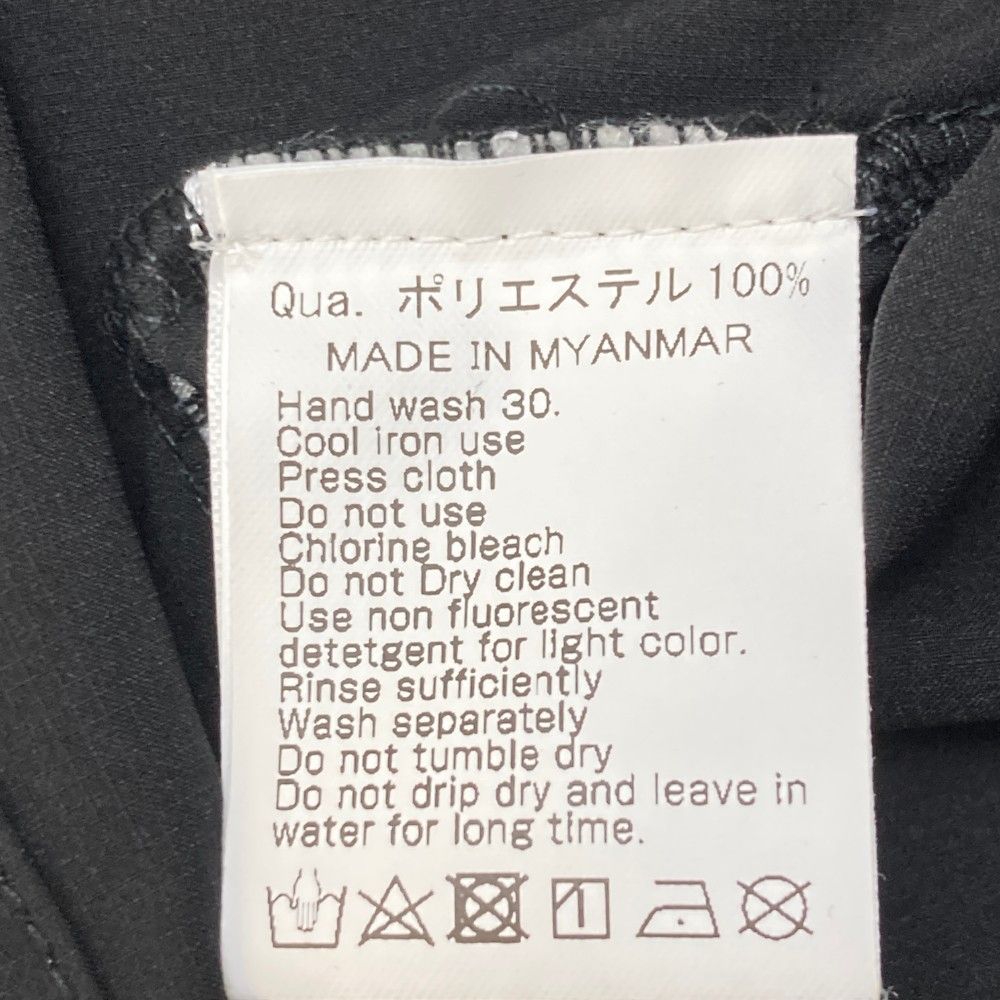 Qua. ポリエステル 100%
MADE IN MYANMAR
Hand wash 30.
Cool iron use
Press cloth
Do not use
Chlorine bleach
Do not Dry clean
Use non fluorescent
detetgent for light color.
Rinse sufficiently
Wash separately
Do not tumble dry
Do not drip dry and leave in
water for long time.